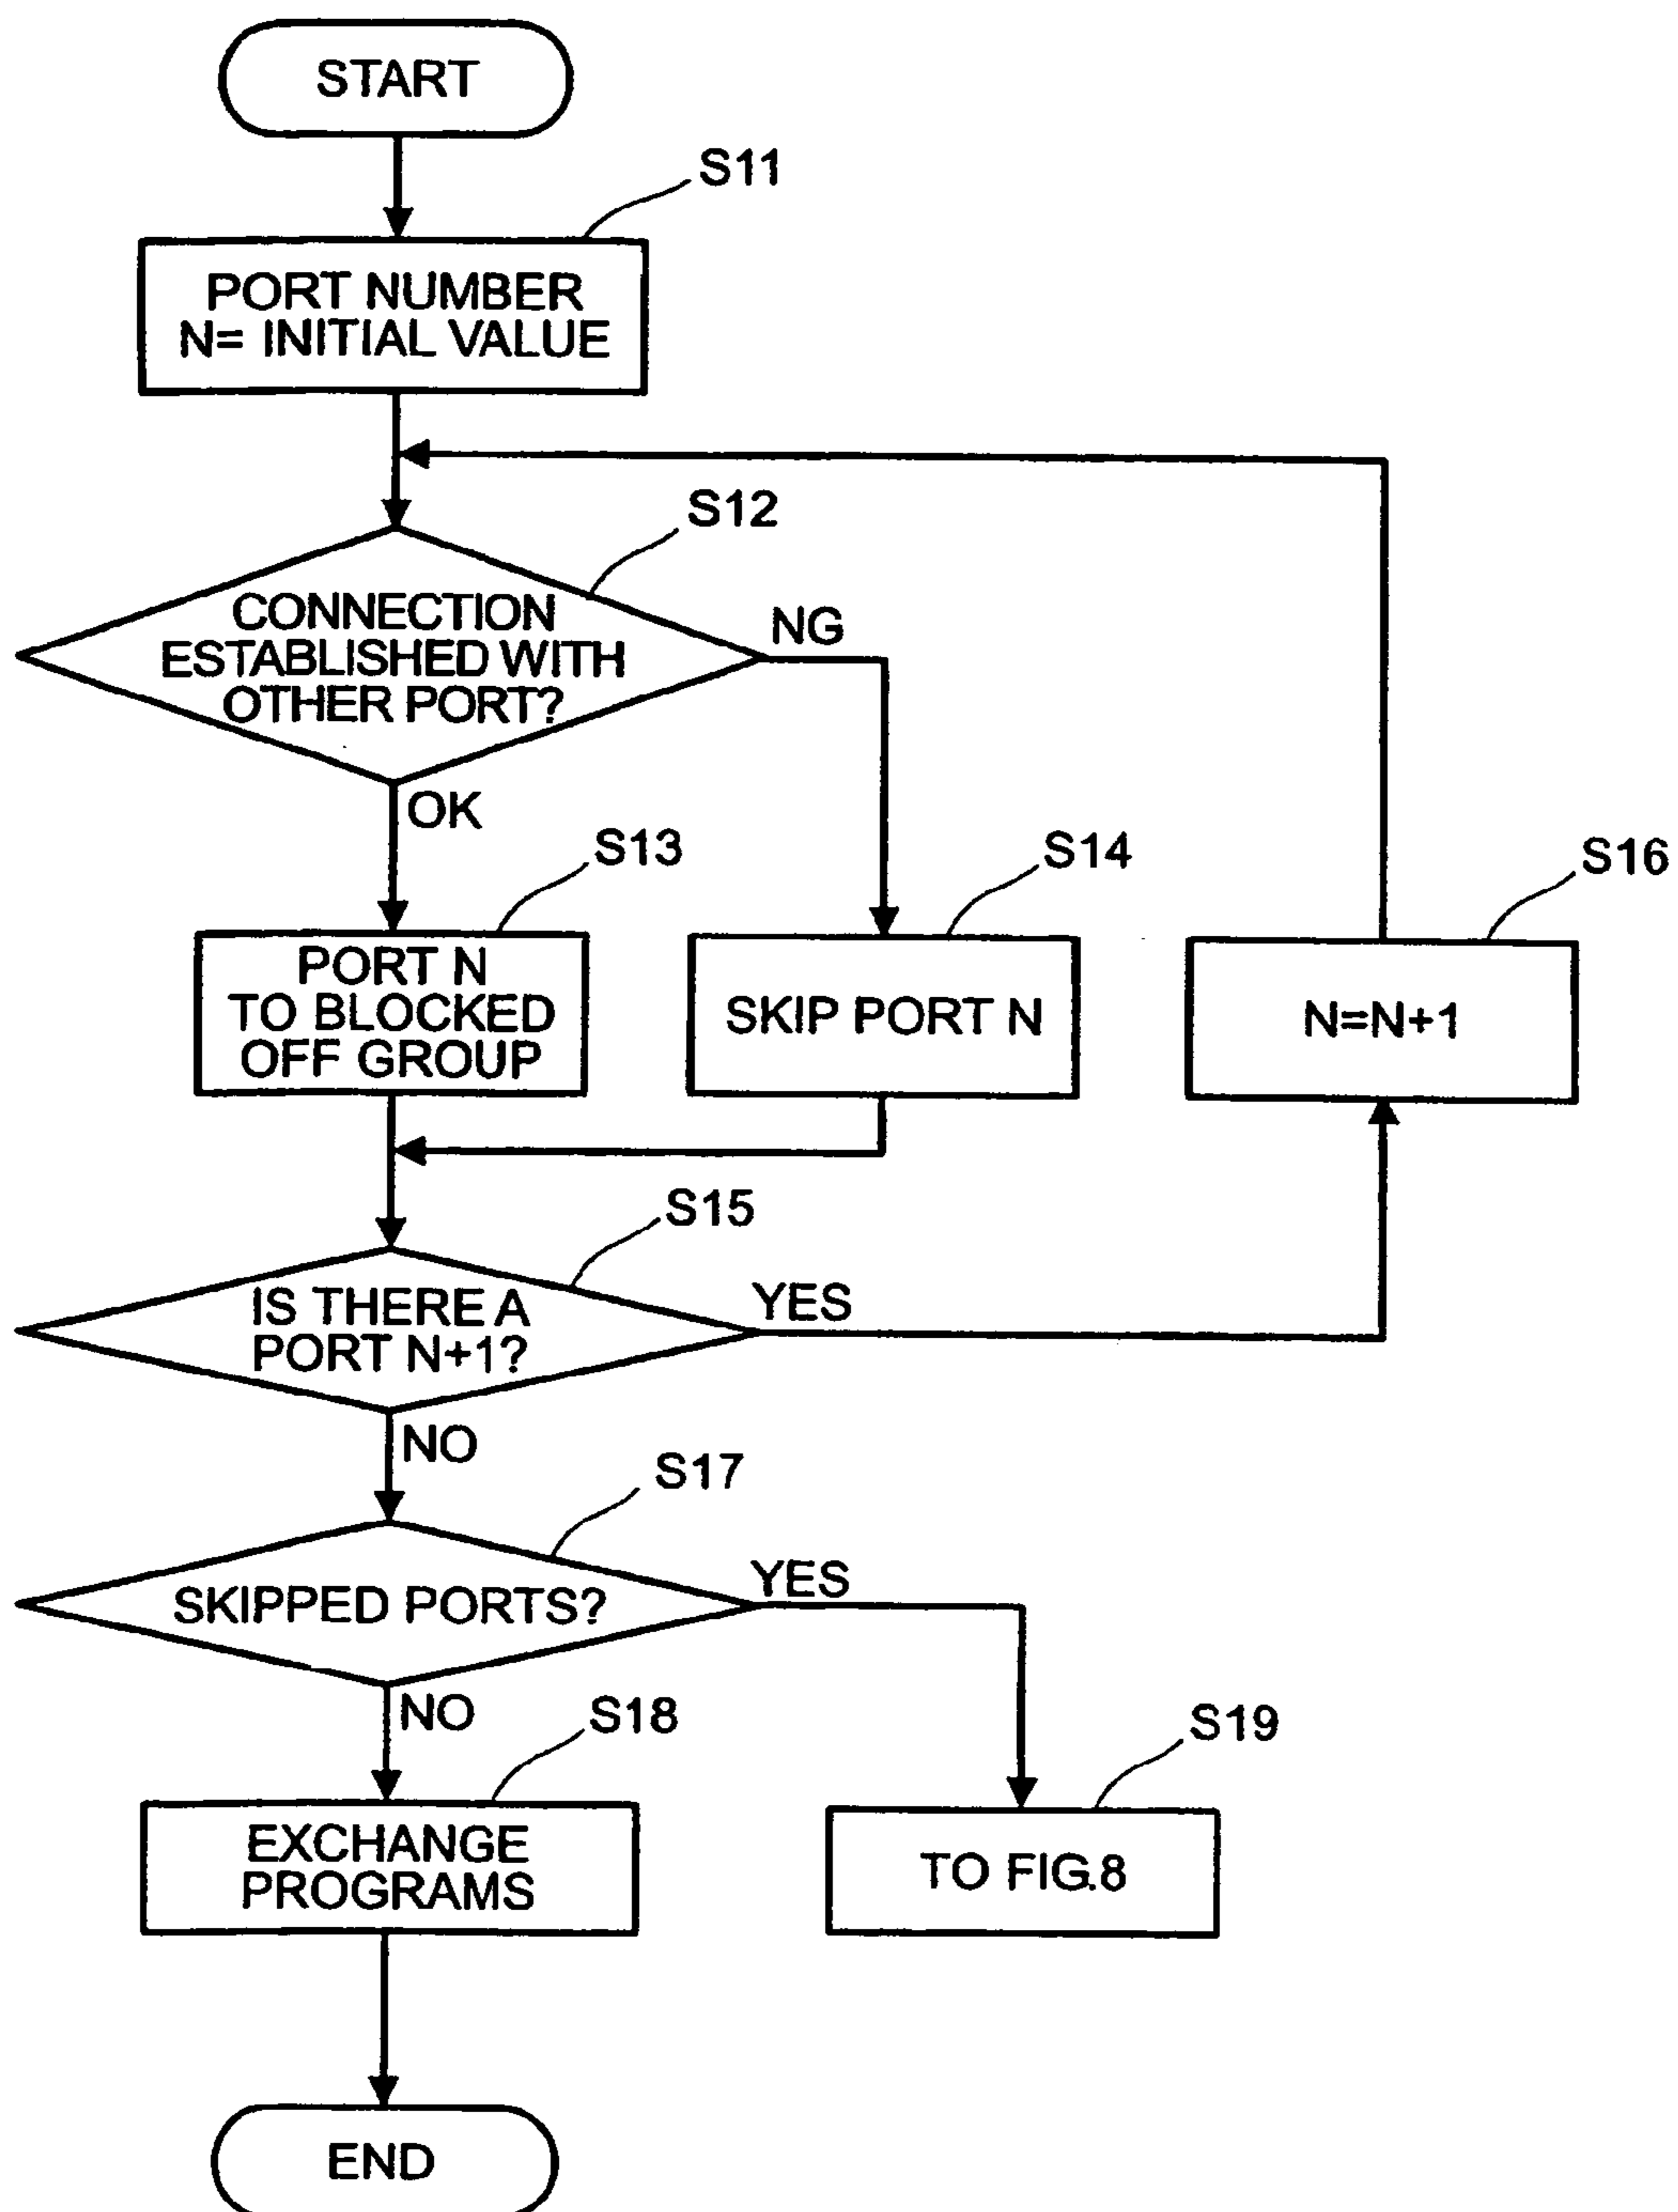 START
S11
PORT NUMBER
N= INITIAL VALUE
S12
CONNECTION
ESTABLISHED WITH
OTHER PORT?
NG
OK
S13
PORT N
TO BLOCKED
OFF GROUP
S14
SKIP PORT N
S16
N=N+1
S15
IS THERE A
PORT N+1?
YES
NO
S17
SKIPPED PORTS?
YES
NO
S18
EXCHANGE
PROGRAMS
S19
TO FIG.8
END